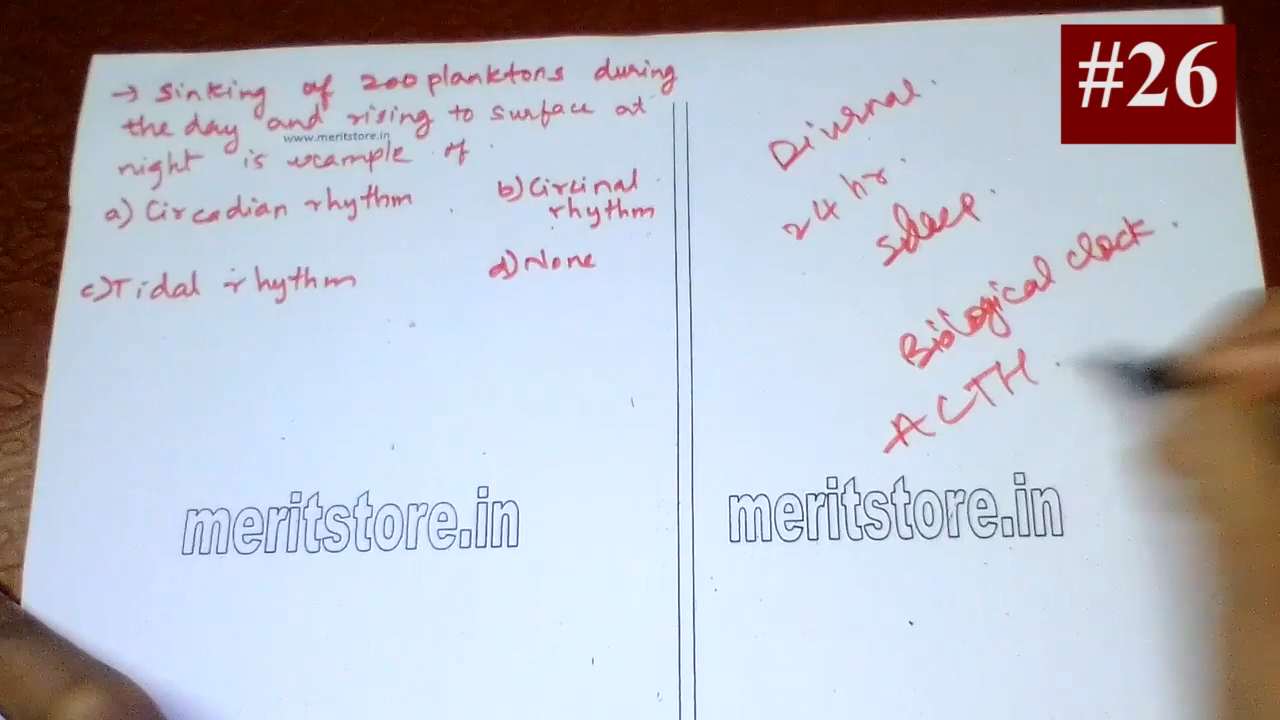 #26
→ Sinking of zooplanktons during
the day and rising to surface at
www.meritstore.in
night is example of
a) Circadian rhythm b) Circinal
rhythm
c) Tidal rhythm d) None
Diurnal.
24 hr.
Sleep.
Biological clock.
ACTH.
meritstore.in meritstore.in